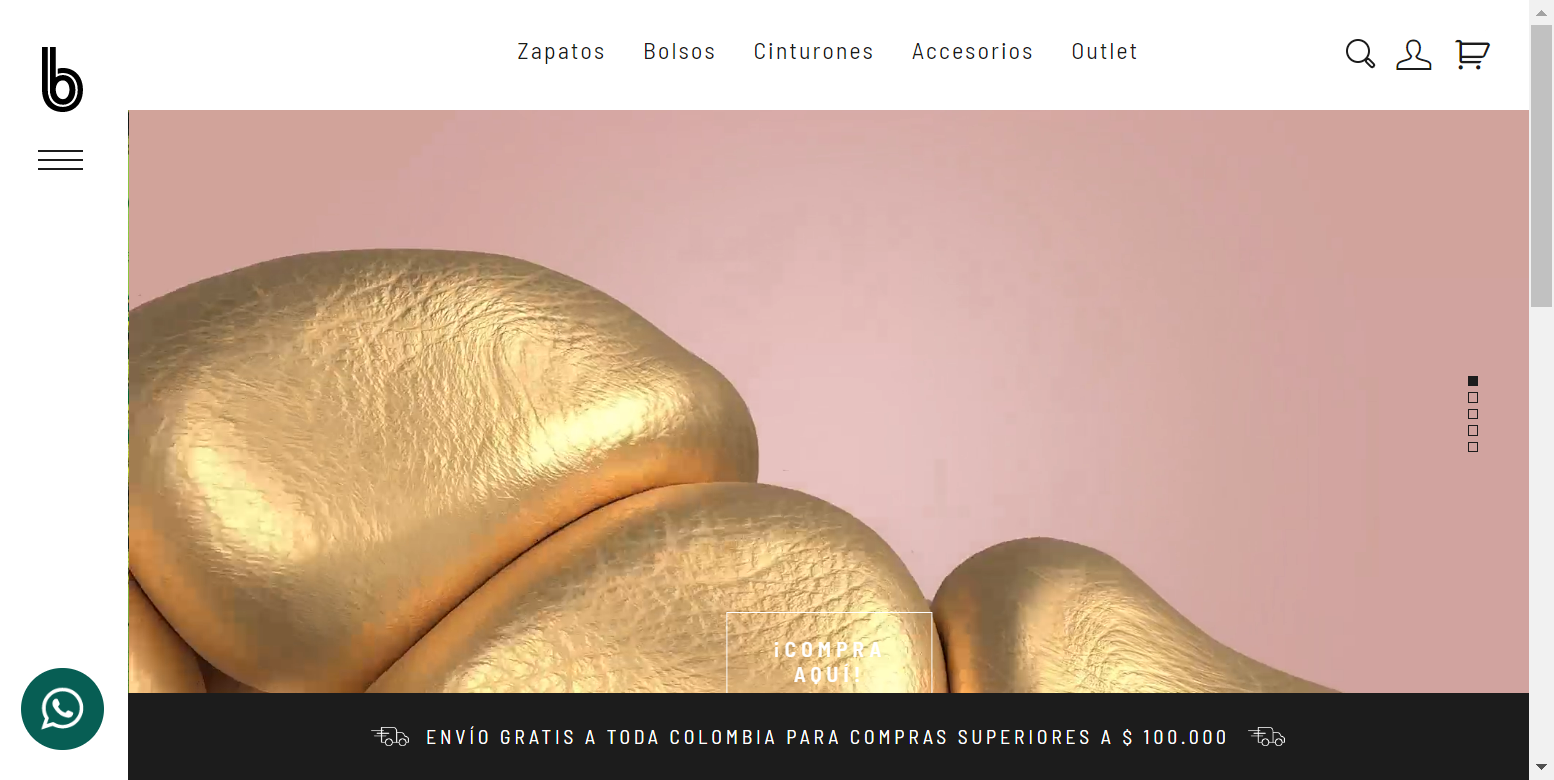 b
Zapatos Bolsos Cinturones Accesorios Outlet
¡COMPRA
AQUÍ!
ENVÍO GRATIS A TODA COLOMBIA PARA COMPRAS SUPERIORES A $ 100.000